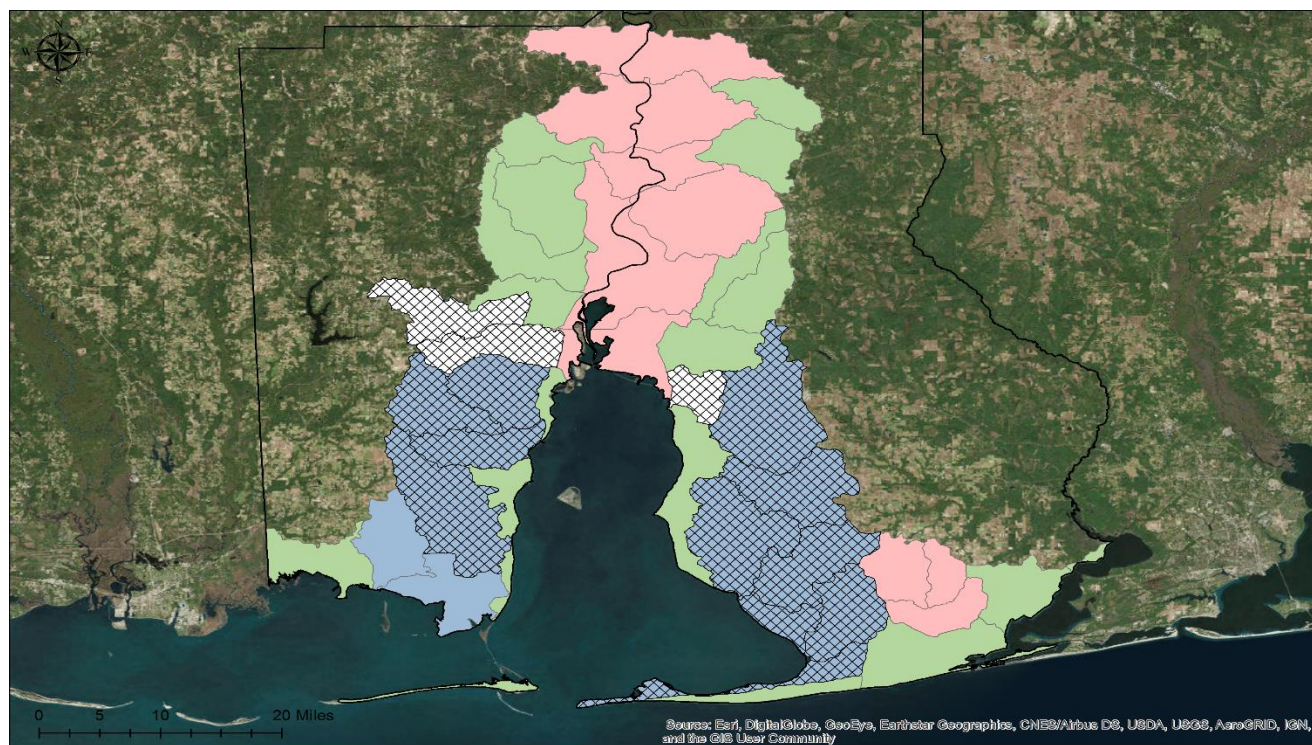 N
W E
S
0 5 10 20 Miles
Source: Esri, DigitalGlobe, GeoEye, Earthstar Geographics, CNES/Airbus DS, USDA, USGS, AeroGRID, IGN,
and the GIS User Community